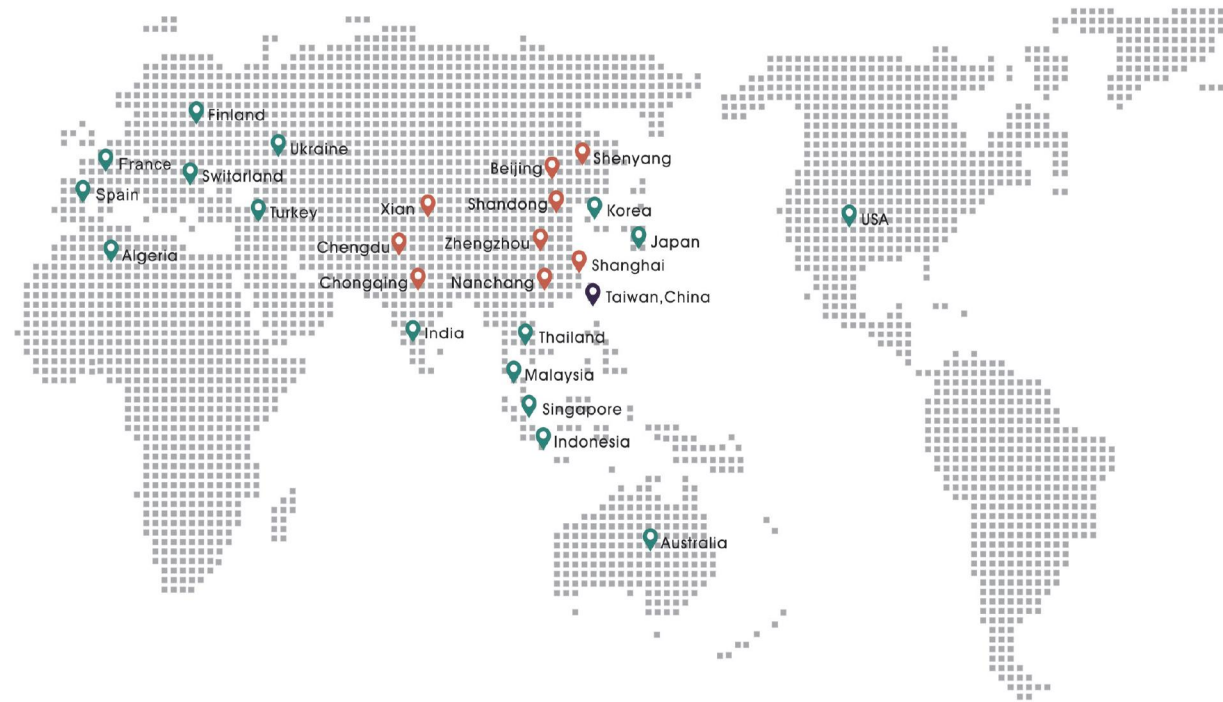 Finland
Ukraine
Shenyang
France
Beijing
Switarland
Spain
Xian
Shandong
Korea
Turkey
USA
Japan
Chengdu
Zhengzhou
Algeria
Shanghai
Chongqing
Nanchang
Taiwan,China
India
Thailand
Malaysia
Singapore
Indonesia
Australia